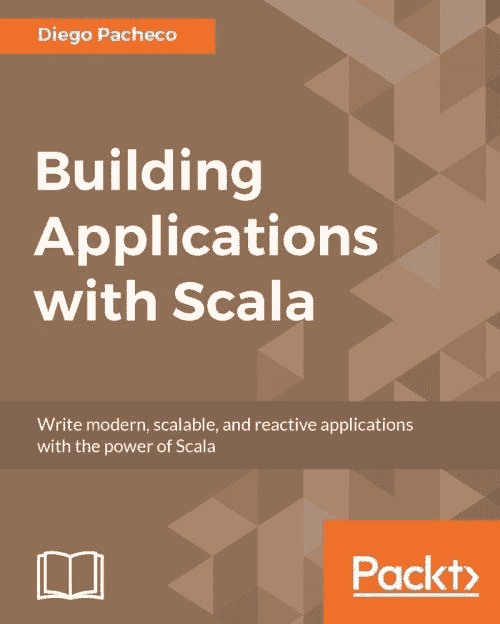 Diego Pacheco
Building
Applications
with Scala
Write modern, scalable, and reactive applications
with the power of Scala
Packt>